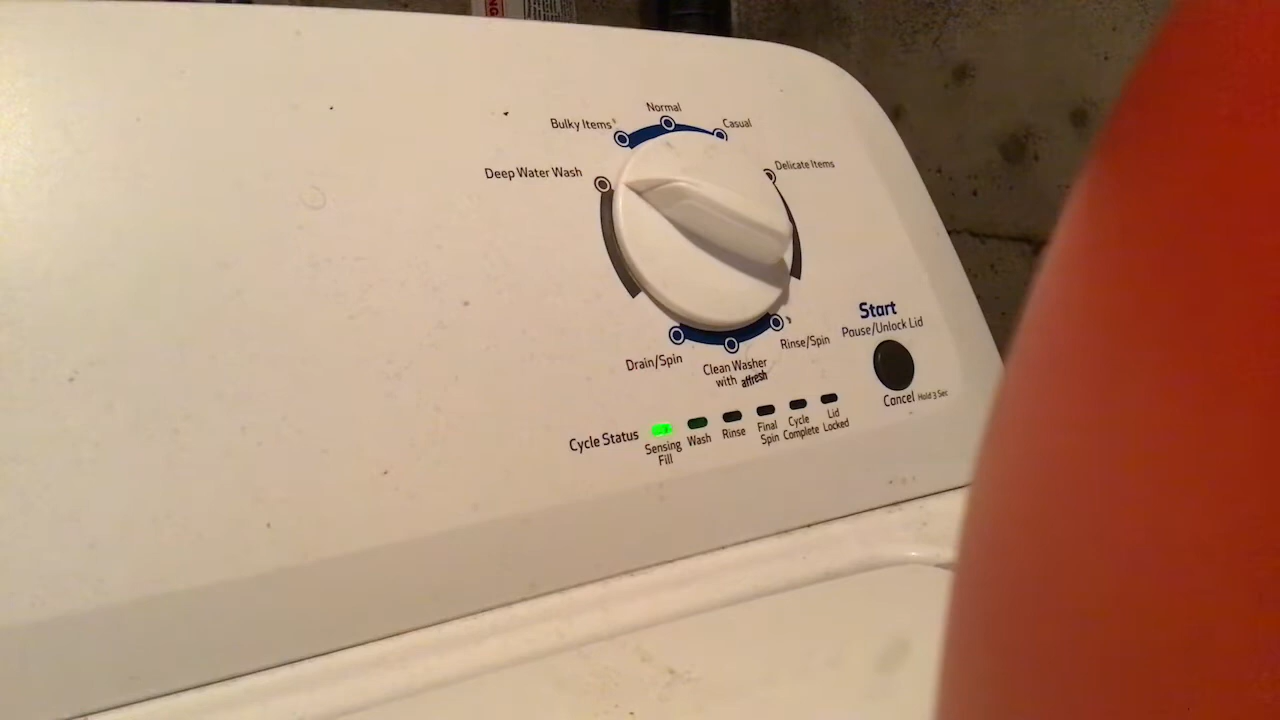 Normal
Bulky Items
Casual
Deep Water Wash
Delicate Items
Start
Pause/Unlock Lid
Cancel Hold 3 Sec
Drain/Spin
Clean Washer
with affresh
Rinse/Spin
Cycle Status
Sensing
Fill
Wash
Rinse
Final
Spin
Cycle
Complete
Lid
Locked